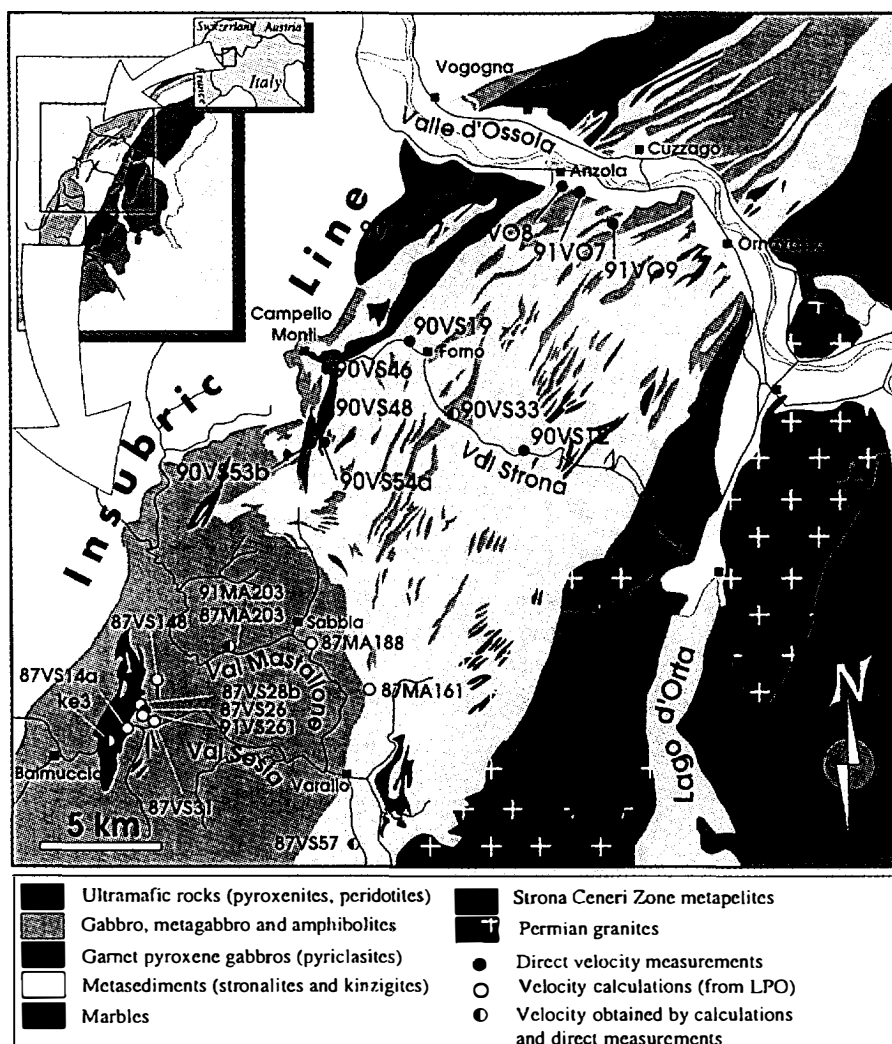 Switzerland Austria
France
Italy
Vogogna
Valle d'Ossola
Cuzzago
Anzola
VO8
91VO7
91VO9
Insubric Line
Campello
Monti
90VS19
Forno
90VS46
90VS48
90VS33
90VS12
V di Strona
90VS53b
90VS54a
91MA203
87MA203
Sabbia
87VS148
87MA188
Val Mastallone
87VS14a
ke3
87VS28b
87VS26
91VS261
87MA161
Val Sesia
Balmuccia
Varallo
87VS31
5 km
87VS57
Lago d'Orta
N
Ultramafic rocks (pyroxenites, peridotites)
Gabbro, metagabbro and amphibolites
Garnet pyroxene gabbros (pyriclasites)
Metasediments (stronalites and kinzigites)
Marbles
Strona Ceneri Zone metapelites
Permian granites
Direct velocity measurements
Velocity calculations (from LPO)
Velocity obtained by calculations
and direct measurements